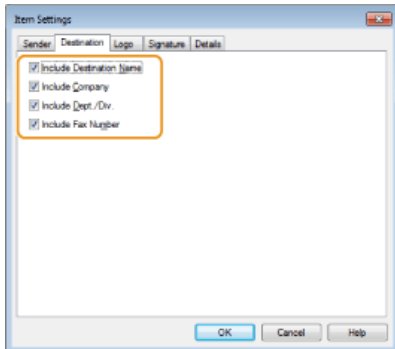 Item Settings
Sender Destination Logo Signature Details
Include Destination Name
Include Company
Include Dept./Div.
Include Fax Number
OK Cancel Help